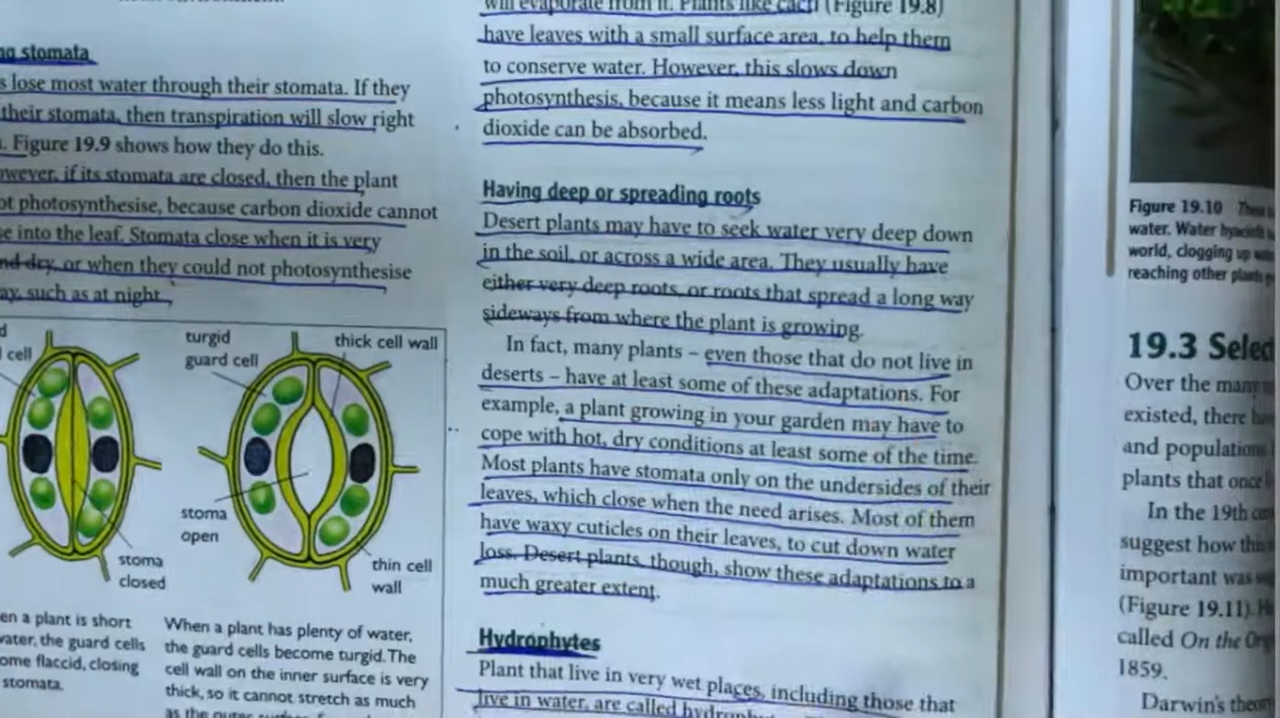 ng stomata
s lose most water through their stomata. If they
their stomata, then transpiration will slow right
. Figure 19.9 shows how they do this.
owever, if its stomata are closed, then the plant
ot photosynthesise, because carbon dioxide cannot
se into the leaf. Stomata close when it is very
nd dry, or when they could not photosynthesise
ay, such as at night.
d
cell
turgid
guard cell
thick cell wall
stoma
open
stoma
closed
thin cell
wall
en a plant is short
water, the guard cells
ome flaccid, closing
stomata.
When a plant has plenty of water,
the guard cells become turgid. The
cell wall on the inner surface is very
thick, so it cannot stretch as much
as the outer surface
will evaporate from it. Plants like cacti (Figure 19.8)
have leaves with a small surface area, to help them
to conserve water. However, this slows down
photosynthesis, because it means less light and carbon
dioxide can be absorbed.
Having deep or spreading roots
Desert plants may have to seek water very deep down
in the soil, or across a wide area. They usually have
either very deep roots, or roots that spread a long way
sideways from where the plant is growing.
In fact, many plants – even those that do not live in
deserts – have at least some of these adaptations. For
example, a plant growing in your garden may have to
cope with hot, dry conditions at least some of the time.
Most plants have stomata only on the undersides of their
leaves, which close when the need arises. Most of them
have waxy cuticles on their leaves, to cut down water
loss. Desert plants, though, show these adaptations to a
much greater extent.
Hydrophytes
Plant that live in very wet places, including those that
live in water, are called
Figure 19.10 These
water. Water hyacinth
world, clogging up
reaching other plants
19.3 Select
Over the many
existed, there
and populations
plants that once
In the 19th
suggest how this
important was
(Figure 19.11). He
called On the
1859.
Darwin's theory